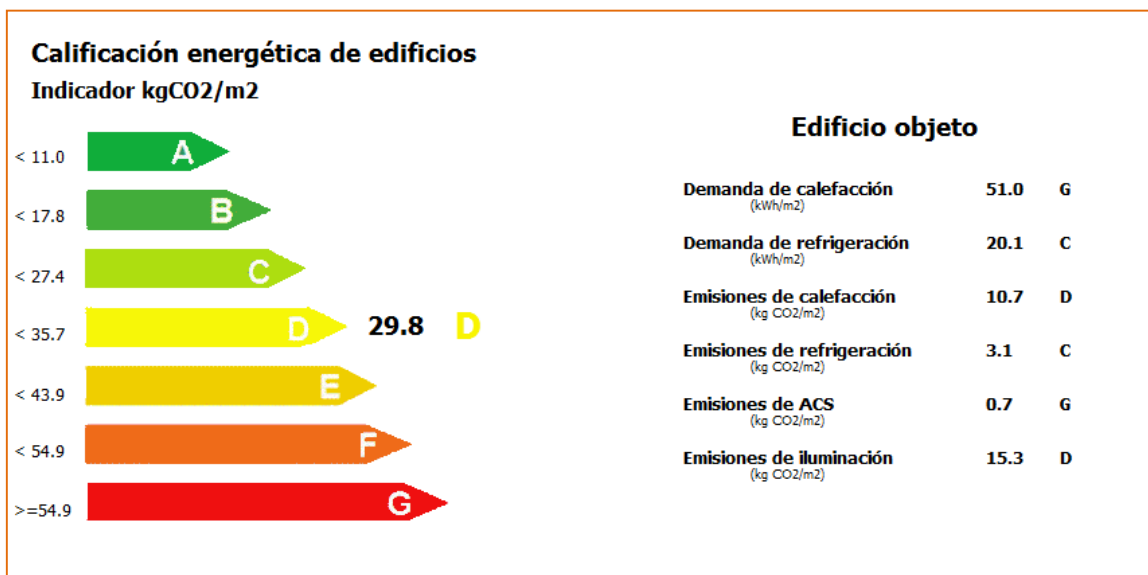 Calificación energética de edificios
Indicador kgCO2/m2
< 11.0 A
< 17.8 B
< 27.4 C
< 35.7 D 29.8 D
< 43.9 E
< 54.9 F
>=54.9 G
Edificio objeto
Demanda de calefacción 51.0 G
(kWh/m2)
Demanda de refrigeración 20.1 C
(kWh/m2)
Emisiones de calefacción 10.7 D
(kg CO2/m2)
Emisiones de refrigeración 3.1 C
(kg CO2/m2)
Emisiones de ACS 0.7 G
(kg CO2/m2)
Emisiones de iluminación 15.3 D
(kg CO2/m2)